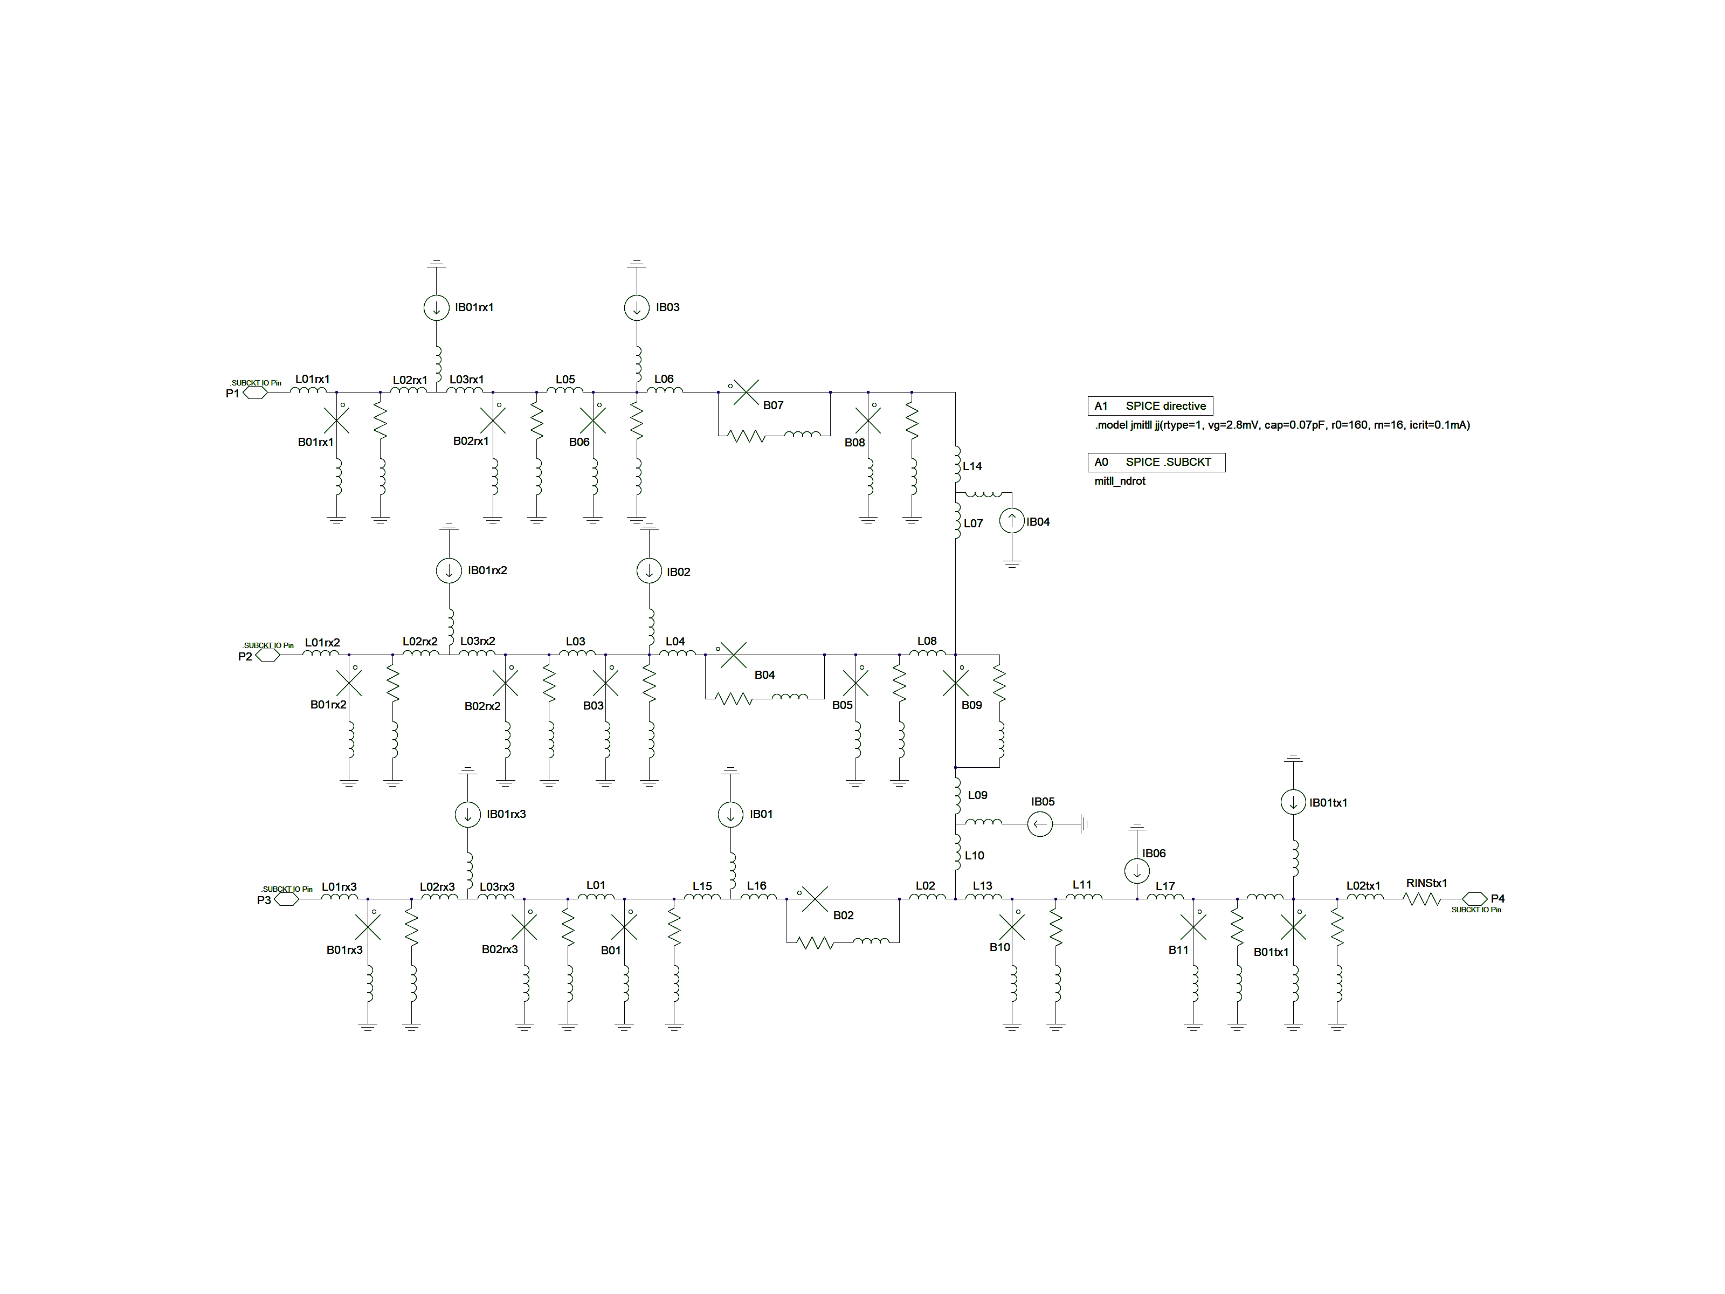 IB01rx1
IB03
.SUBCKT IO Pin
P1
L01rx1
L02rx1
L03rx1
L05
L06
B01rx1
B02rx1
B06
B07
B08
A1 SPICE directive
.model jmitll jj(rtype=1, vg=2.8mV, cap=0.07pF, r0=160, rn=16, icrit=0.1mA)
A0 SPICE .SUBCKT
mitll_ndrot
L14
L07
IB04
IB01rx2
IB02
.SUBCKT IO Pin
P2
L01rx2
L02rx2
L03rx2
L03
L04
L08
B01rx2
B02rx2
B03
B04
B05
B09
IB01rx3
IB01
L09
IB05
L10
IB06
IB01tx1
.SUBCKT IO Pin
P3
L01rx3
L02rx3
L03rx3
L01
L15
L16
L02
L13
L11
L17
L02tx1
RINStx1
P4
.SUBCKT IO Pin
B01rx3
B02rx3
B01
B02
B10
B11
B01tx1